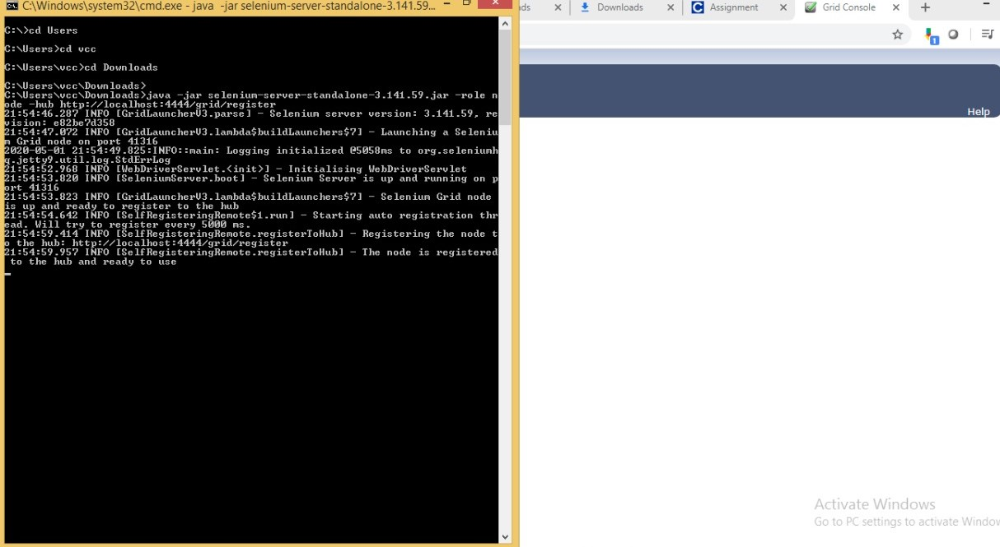 C:\Windows\system32\cmd.exe - java -jar selenium-server-standalone-3.141.59...
C:\>cd Users
C:\Users>cd vcc
C:\Users\vcc>cd Downloads
C:\Users\vcc\Downloads>
C:\Users\vcc\Downloads>java -jar selenium-server-standalone-3.141.59.jar -role n
ode -hub http://localhost:4444/grid/register
21:54:46.287 INFO [GridLauncherV3.parse] - Selenium server version: 3.141.59, re
vision: e82be7d358
21:54:47.072 INFO [GridLauncherV3.lambda$buildLaunchers$7] - Launching a Seleniu
m Grid node on port 41316
2020-05-01 21:54:49.825:INFO::main: Logging initialized @5058ms to org.seleniumh
q.jetty9.util.log.StdErrLog
21:54:52.968 INFO [WebDriverServlet.<init>] - Initialising WebDriverServlet
21:54:53.820 INFO [SeleniumServer.boot] - Selenium Server is up and running on p
ort 41316
21:54:53.823 INFO [GridLauncherV3.lambda$buildLaunchers$7] - Selenium Grid node
is up and ready to register to the hub
21:54:54.642 INFO [SelfRegisteringRemote$1.run] - Starting auto registration thr
ead. Will try to register every 5000 ms.
21:54:59.414 INFO [SelfRegisteringRemote.registerToHub] - Registering the node t
o the hub: http://localhost:4444/grid/register
21:54:59.957 INFO [SelfRegisteringRemote.registerToHub] - The node is registered
to the hub and ready to use
ds
Downloads
C Assignment
Grid Console
1
Help
Activate Windows
Go to PC settings to activate Window